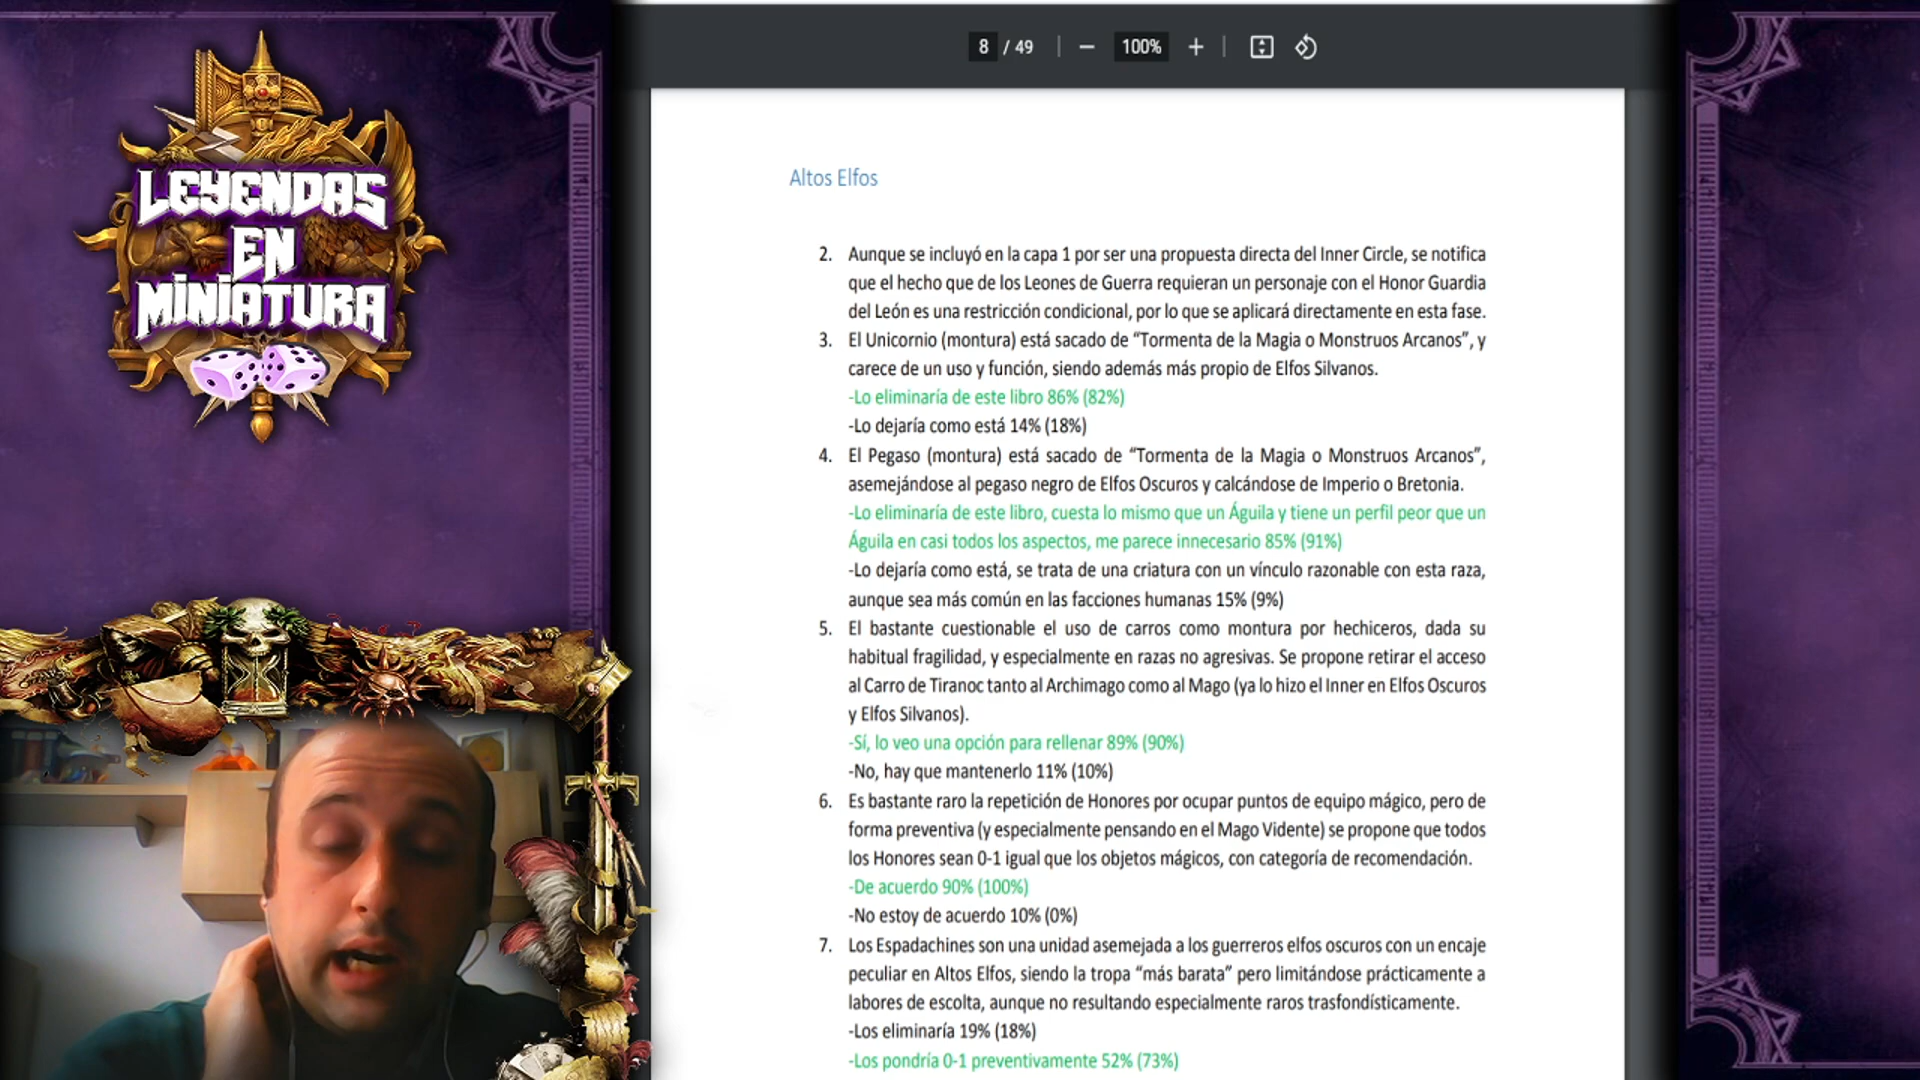 LEYENDAS
EN
MINIATURA
8 / 49
100%
Altos Elfos
2. Aunque se incluyó en la capa 1 por ser una propuesta directa del Inner Circle, se notifica
que el hecho que de los Leones de Guerra requieran un personaje con el Honor Guardia
del León es una restricción condicional, por lo que se aplicará directamente en esta fase.
3. El Unicornio (montura) está sacado de “Tormenta de la Magia o Monstruos Arcanos”, y
carece de un uso y función, siendo además más propio de Elfos Silvanos.
-Lo eliminaría de este libro 86% (82%)
-Lo dejaría como está 14% (18%)
4. El Pegaso (montura) está sacado de “Tormenta de la Magia o Monstruos Arcanos”,
asemejándose al pegaso negro de Elfos Oscuros y calcándose de Imperio o Bretonia.
-Lo eliminaría de este libro, cuesta lo mismo que un Águila y tiene un perfil peor que un
Águila en casi todos los aspectos, me parece innecesario 85% (91%)
-Lo dejaría como está, se trata de una criatura con un vínculo razonable con esta raza,
aunque sea más común en las facciones humanas 15% (9%)
5. El bastante cuestionable el uso de carros como montura por hechiceros, dada su
habitual fragilidad, y especialmente en razas no agresivas. Se propone retirar el acceso
al Carro de Tiranoc tanto al Archimago como al Mago (ya lo hizo el Inner en Elfos Oscuros
y Elfos Silvanos).
-Sí, lo veo una opción para rellenar 89% (90%)
-No, hay que mantenerlo 11% (10%)
6. Es bastante raro la repetición de Honores por ocupar puntos de equipo mágico, pero de
forma preventiva (y especialmente pensando en el Mago Vidente) se propone que todos
los Honores sean 0-1 igual que los objetos mágicos, con categoría de recomendación.
-De acuerdo 90% (100%)
-No estoy de acuerdo 10% (0%)
7. Los Espadachines son una unidad asemejada a los guerreros elfos oscuros con un encaje
peculiar en Altos Elfos, siendo la tropa “más barata” pero limitándose prácticamente a
labores de escolta, aunque no resultando especialmente raros trasfondísticamente.
-Los eliminaría 19% (18%)
-Los pondría 0-1 preventivamente 52% (73%)